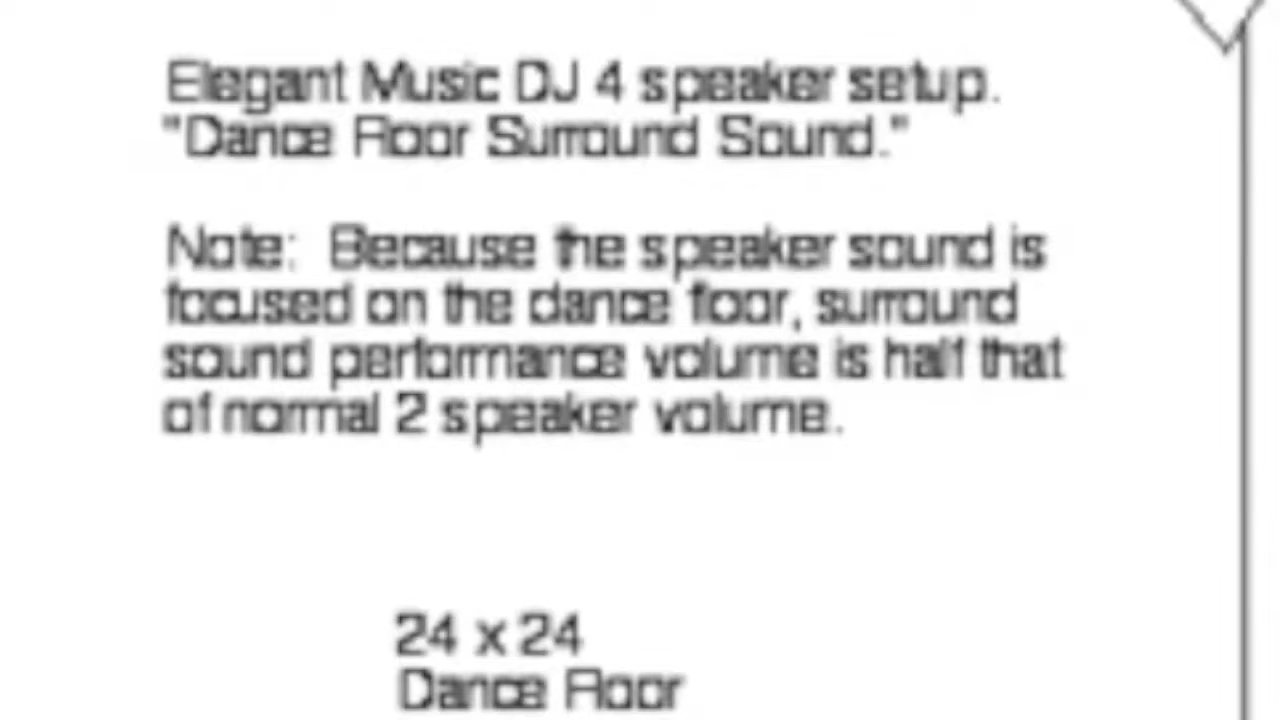 Elegant Music DJ 4 speaker setup.
"Dance Floor Surround Sound."
Note: Because the speaker sound is
focused on the dance floor, surround
sound performance volume is half that
of normal 2 speaker volume.
24 x 24
Dance Floor